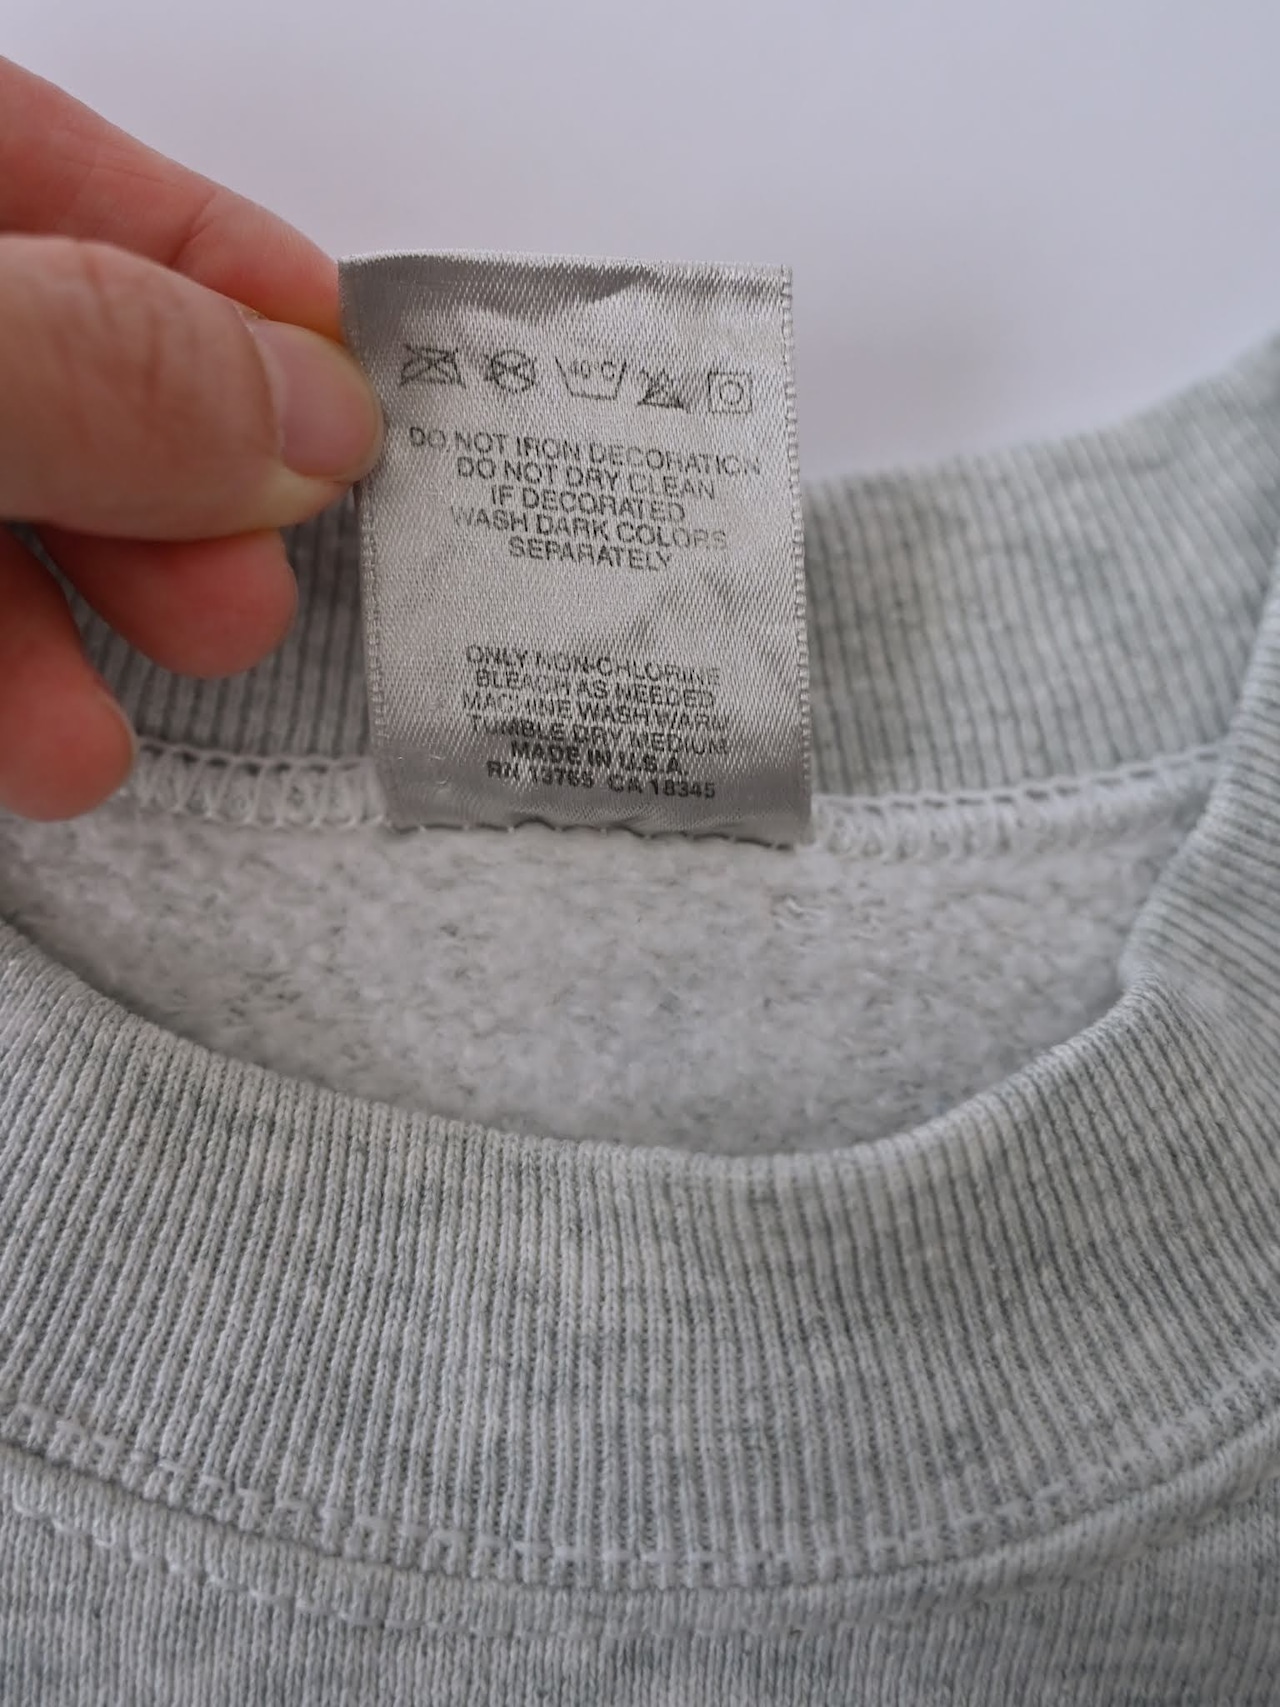 40°C
DO NOT IRON DECORATION
DO NOT DRY CLEAN
IF DECORATED
WASH DARK COLORS
SEPARATELY
ONLY NON-CHLORINE
BLEACH AS NEEDED
MACHINE WASH WARM
TUMBLE DRY MEDIUM
MADE IN U.S.A.
RN 13765 CA 18345